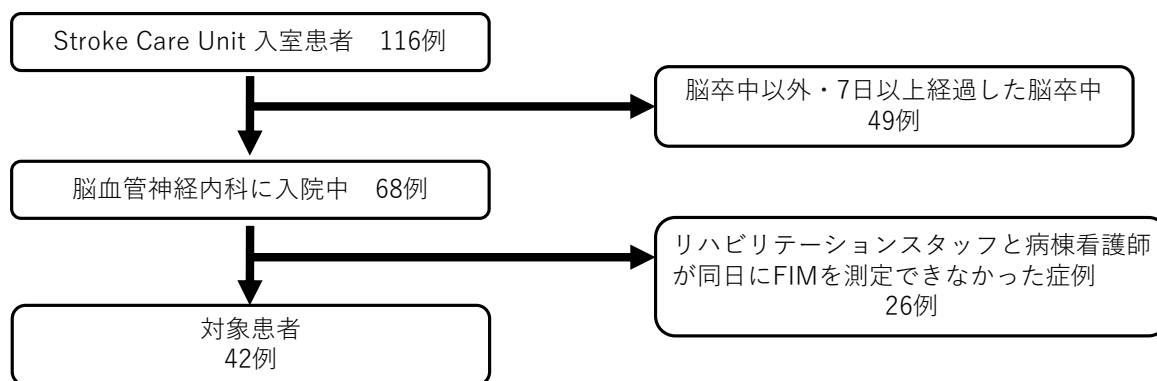 Stroke Care Unit 入室患者　116例
脳卒中以外・7日以上経過した脳卒中
49例
脳血管神経内科に入院中　68例
リハビリテーションスタッフと病棟看護師
が同日にFIMを測定できなかった症例
26例
対象患者
42例